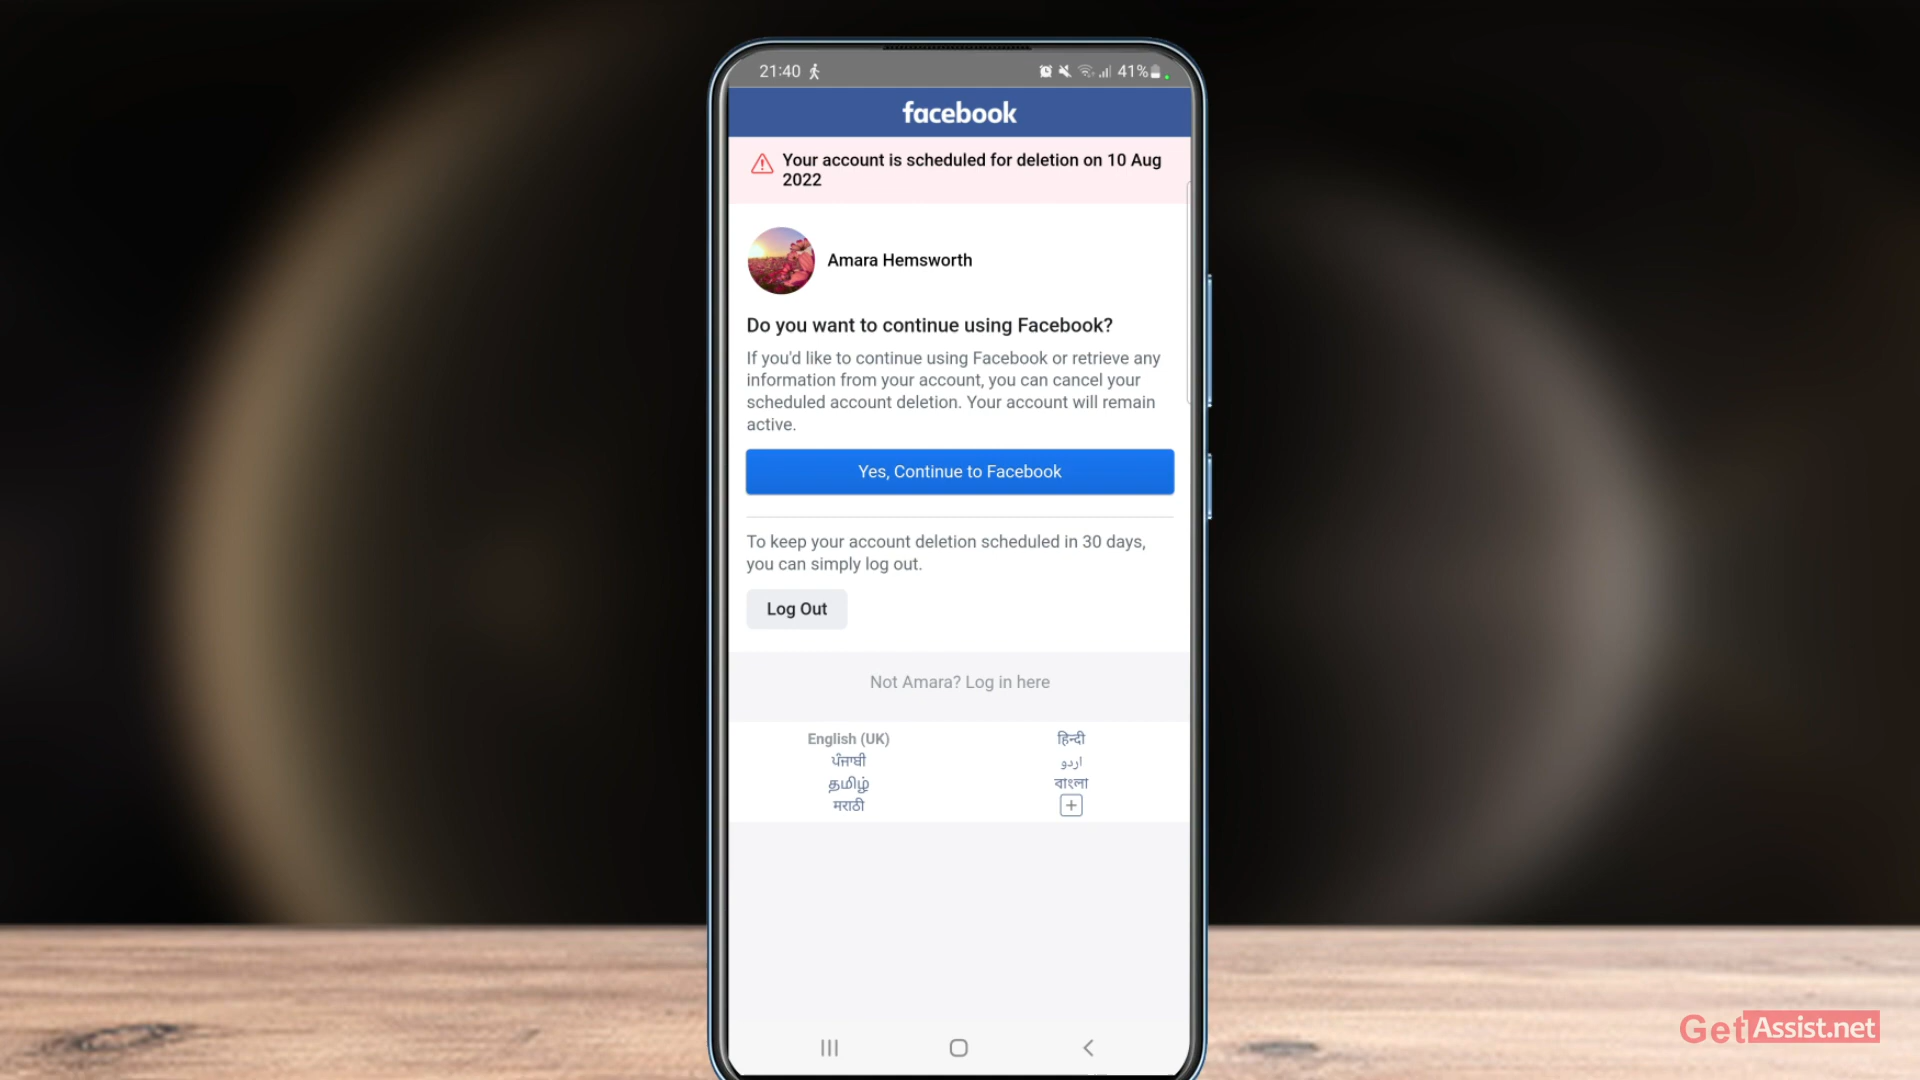 21:40
41%
facebook
Your account is scheduled for deletion on 10 Aug
2022
Amara Hemsworth
Do you want to continue using Facebook?
If you'd like to continue using Facebook or retrieve any
information from your account, you can cancel your
scheduled account deletion. Your account will remain
active.
Yes, Continue to Facebook
To keep your account deletion scheduled in 30 days,
you can simply log out.
Log Out
Not Amara? Log in here
English (UK)
हिन्दी
ਪੰਜਾਬੀ
اردو
தமிழ்
বাংলা
मराठी
GetAssist.net